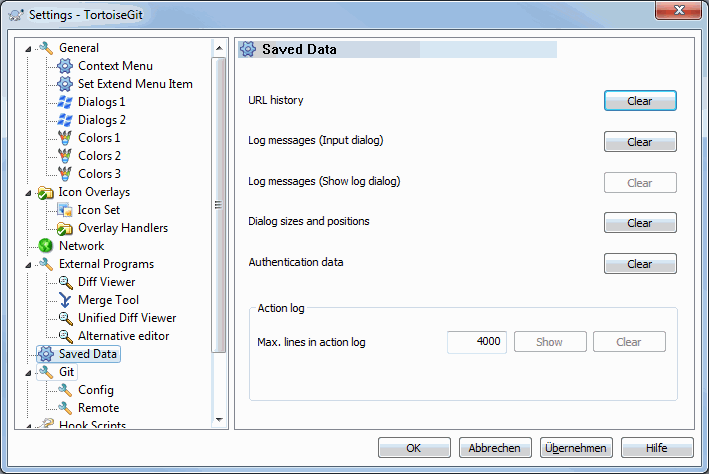 Settings - TortoiseGit
General
Context Menu
Set Extend Menu Item
Dialogs 1
Dialogs 2
Colors 1
Colors 2
Colors 3
Icon Overlays
Icon Set
Overlay Handlers
Network
External Programs
Diff Viewer
Merge Tool
Unified Diff Viewer
Alternative editor
Saved Data
Git
Config
Remote
Hook Scripts
Saved Data
URL history Clear
Log messages (Input dialog) Clear
Log messages (Show log dialog) Clear
Dialog sizes and positions Clear
Authentication data Clear
Action log
Max. lines in action log 4000 Show Clear
OK Abbrechen Übernehmen Hilfe